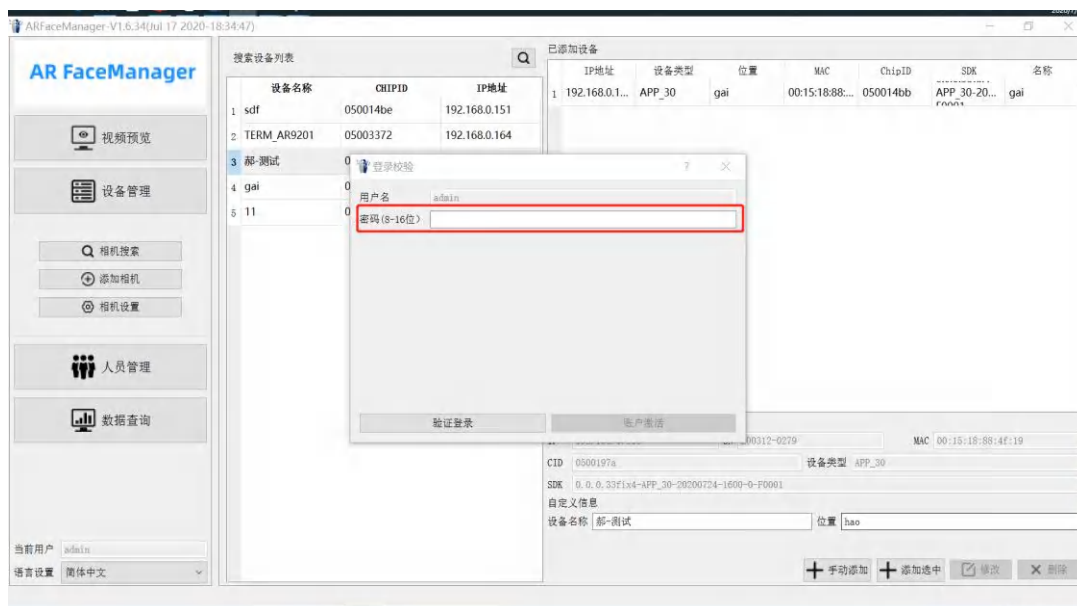 ARFaceManager-V1.6.34(Jul 17 2020-18:34:47)
AR FaceManager
视频预览
设备管理
相机搜索
添加相机
相机设置
人员管理
数据查询
当前用户 admin
语言设置 简体中文
搜索设备列表
设备名称 CHIPID IP地址
1 sdf 050014be 192.168.0.151
2 TERM_AR9201 05003372 192.168.0.164
3 郝-测试 0
4 gai 0
5 11 0
登录校验
用户名 admin
密码(8-16位)
验证登录 账户激活
已添加设备
IP地址 设备类型 位置 MAC ChipID SDK 名称
1 192.168.0.1... APP_30 gai 00:15:18:88:... 050014bb APP_30-20... gai
00312-0279 MAC 00:15:18:88:4f:19
CID 0500197a 设备类型 APP_30
SDK 0.0.0.33fix4-APP_30-20200724-1600-0-F0001
自定义信息
设备名称 郝-测试 位置 hao
手动添加 添加选中 修改 删除